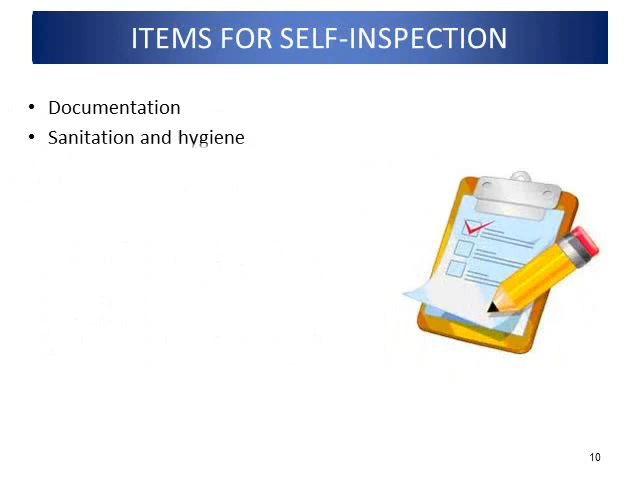 ITEMS FOR SELF-INSPECTION
• Documentation
• Sanitation and hygiene
10